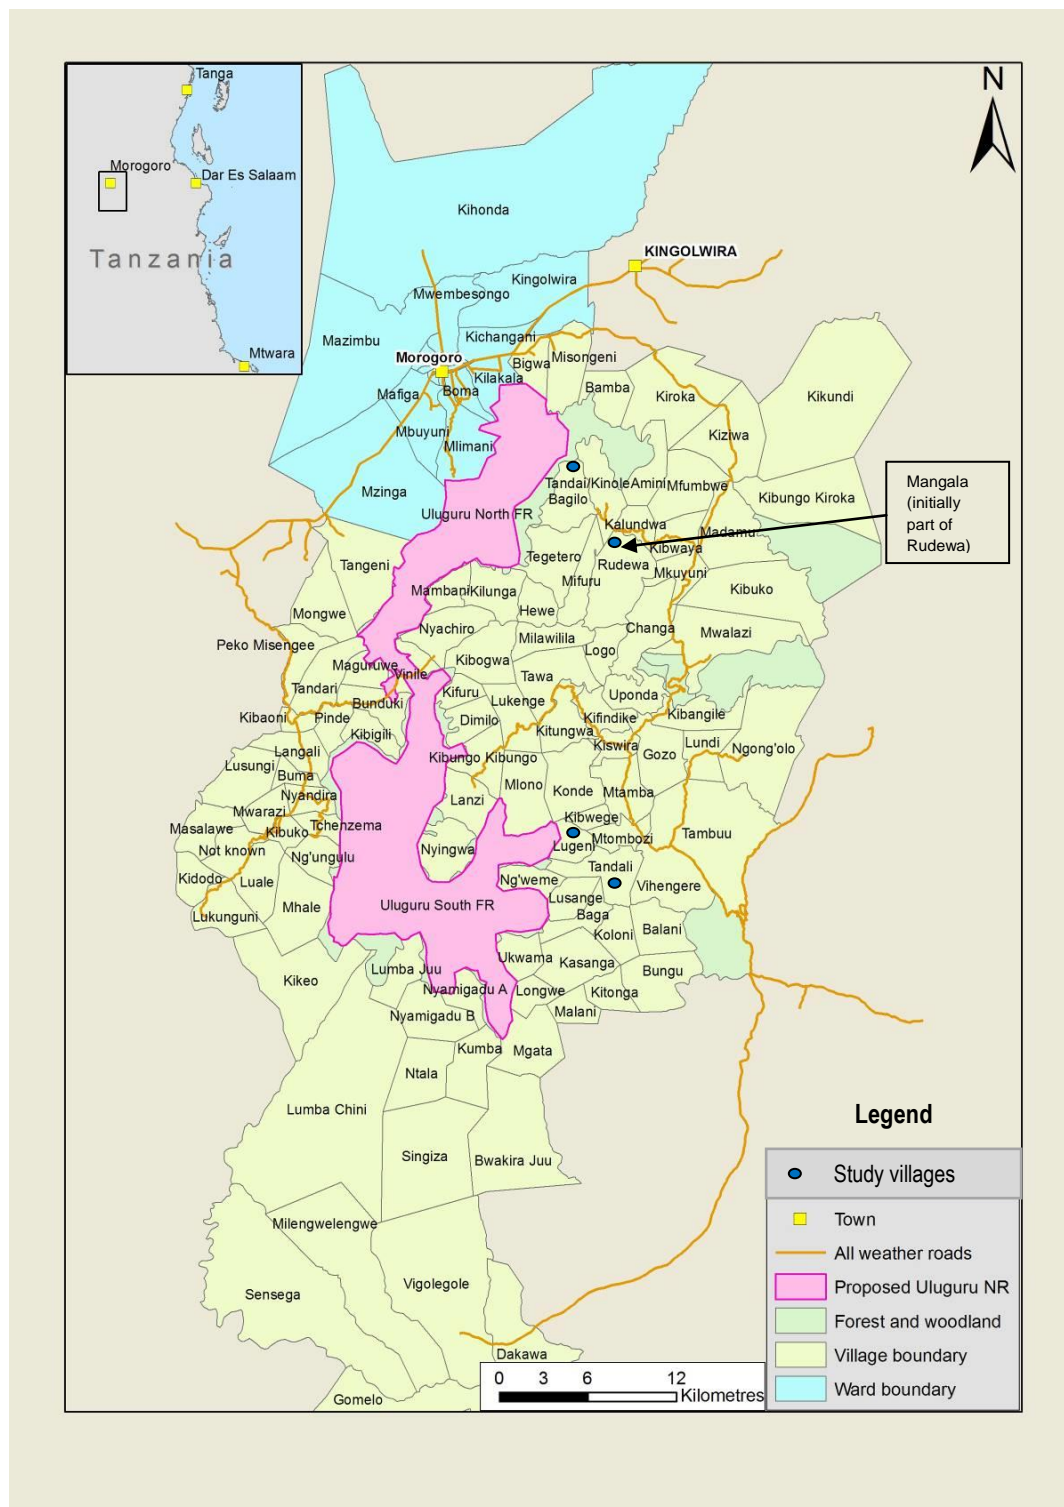 Tanga
Morogoro
Dar Es Salaam
Tanzania
Mtwara
N
Kihonda
KINGOLWIRA
Kingolwira
Mwembesongo
Mazimbu
Kichangani
Morogoro
Bigwa
Misongeni
Kilakala
Boma
Mafiga
Bamba
Kiroka
Kikundi
Mbuyuni
Mlimani
Kiziwa
Mzinga
Tandai/Kinole
Amini
Mfumbwe
Kibungo Kiroka
Bagilo
Uluguru North FR
Kalundwa
Madamu
Mangala
(initially
part of
Rudewa)
Tegetero
Rudewa
Kibwaya
Tangeni
Mifuru
Mkuyuni
Mambani
Kilunga
Kibuko
Mongwe
Hewe
Nyachiro
Milawilila
Changa
Mwalazi
Peko Misengee
Logo
Maguruwe
Vinile
Kibogwa
Tawa
Tandari
Kifuru
Lukenge
Uponda
Bunduki
Kibaoni
Pinde
Dimilo
Kifindike
Kibangile
Kibigili
Kitungwa
Langali
Kiswira
Lundi
Ngong'olo
Lusungi
Buma
Kibungo
Kibungo
Gozo
Nyandira
Lanzi
Mlono
Konde
Mtamba
Mwarazi
Kibwege
Masalawe
Kibuko
Tchenzema
Tambuu
Not known
Nyingwa
Lugeni
Mtombozi
Ng'ungulu
Tandali
Kidodo
Luale
Ng'weme
Vihengere
Mhale
Uluguru South FR
Lusange
Lukunguni
Baga
Koloni
Balani
Ukwama
Kasanga
Kikeo
Lumba Juu
Bungu
Nyamigadu A
Longwe
Kitonga
Malani
Nyamigadu B
Kumba
Mgata
Ntala
Lumba Chini
Singiza
Bwakira Juu
Milengwelengwe
Sensega
Vigolegole
Dakawa
Gomelo
0 3 6 12
Kilometres
Legend
Study villages
Town
All weather roads
Proposed Uluguru NR
Forest and woodland
Village boundary
Ward boundary